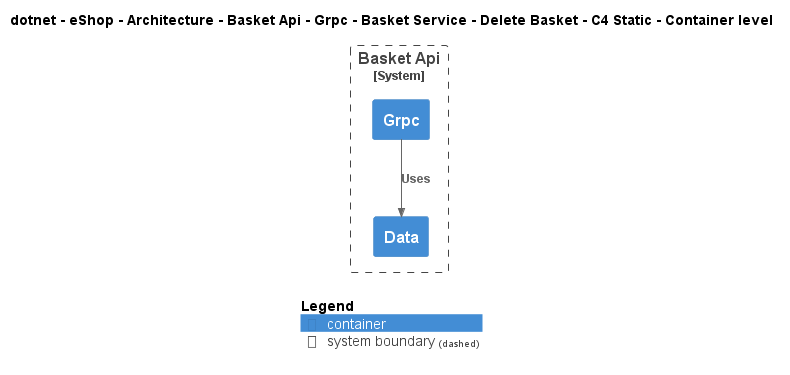 dotnet - eShop - Architecture - Basket Api - Grpc - Basket Service - Delete Basket - C4 Static - Container level
Basket Api
[System]
Grpc
Uses
Data
Legend
container
system boundary (dashed)